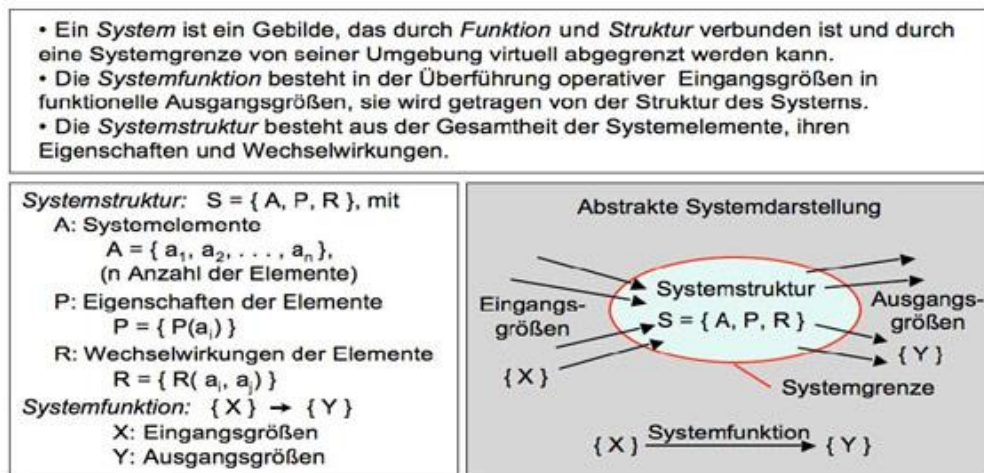 • Ein System ist ein Gebilde, das durch Funktion und Struktur verbunden ist und durch
eine Systemgrenze von seiner Umgebung virtuell abgegrenzt werden kann.
• Die Systemfunktion besteht in der Überführung operativer Eingangsgrößen in
funktionelle Ausgangsgrößen, sie wird getragen von der Struktur des Systems.
• Die Systemstruktur besteht aus der Gesamtheit der Systemelemente, ihren
Eigenschaften und Wechselwirkungen.
Systemstruktur: S = { A, P, R }, mit
A: Systemelemente
A = { a₁, a₂, . . . , aₙ },
(n Anzahl der Elemente)
P: Eigenschaften der Elemente
P = { P(aᵢ) }
R: Wechselwirkungen der Elemente
R = { R( aᵢ, aⱼ) }
Systemfunktion: { X } → { Y }
X: Eingangsgrößen
Y: Ausgangsgrößen
Abstrakte Systemdarstellung
Eingangs-
größen
{ X }
Systemstruktur
S = { A, P, R }
Ausgangs-
größen
{ Y }
Systemgrenze
{ X } Systemfunktion → { Y }